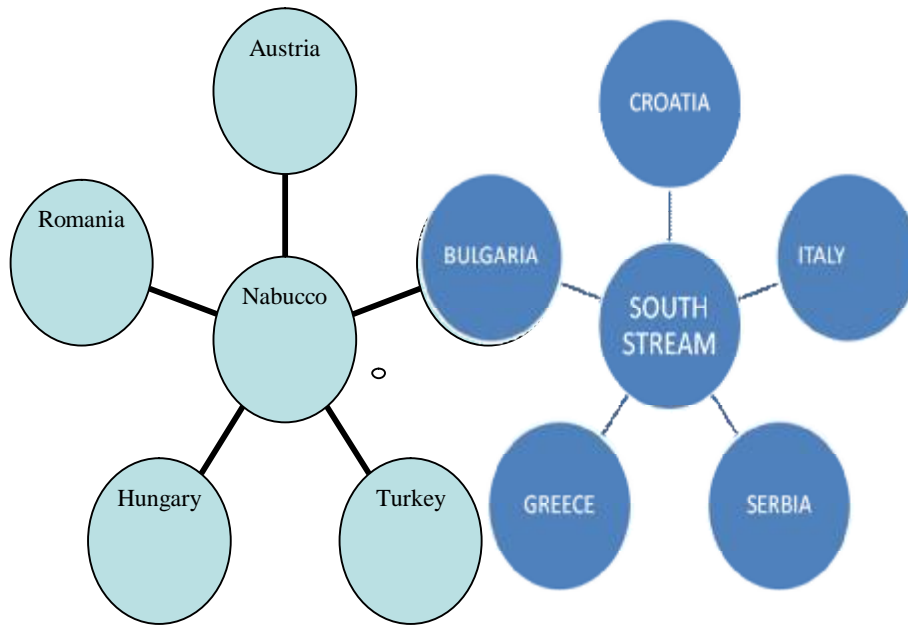 Austria
CROATIA
Romania
BULGARIA
ITALY
Nabucco
SOUTH
STREAM
Hungary
Turkey
GREECE
SERBIA